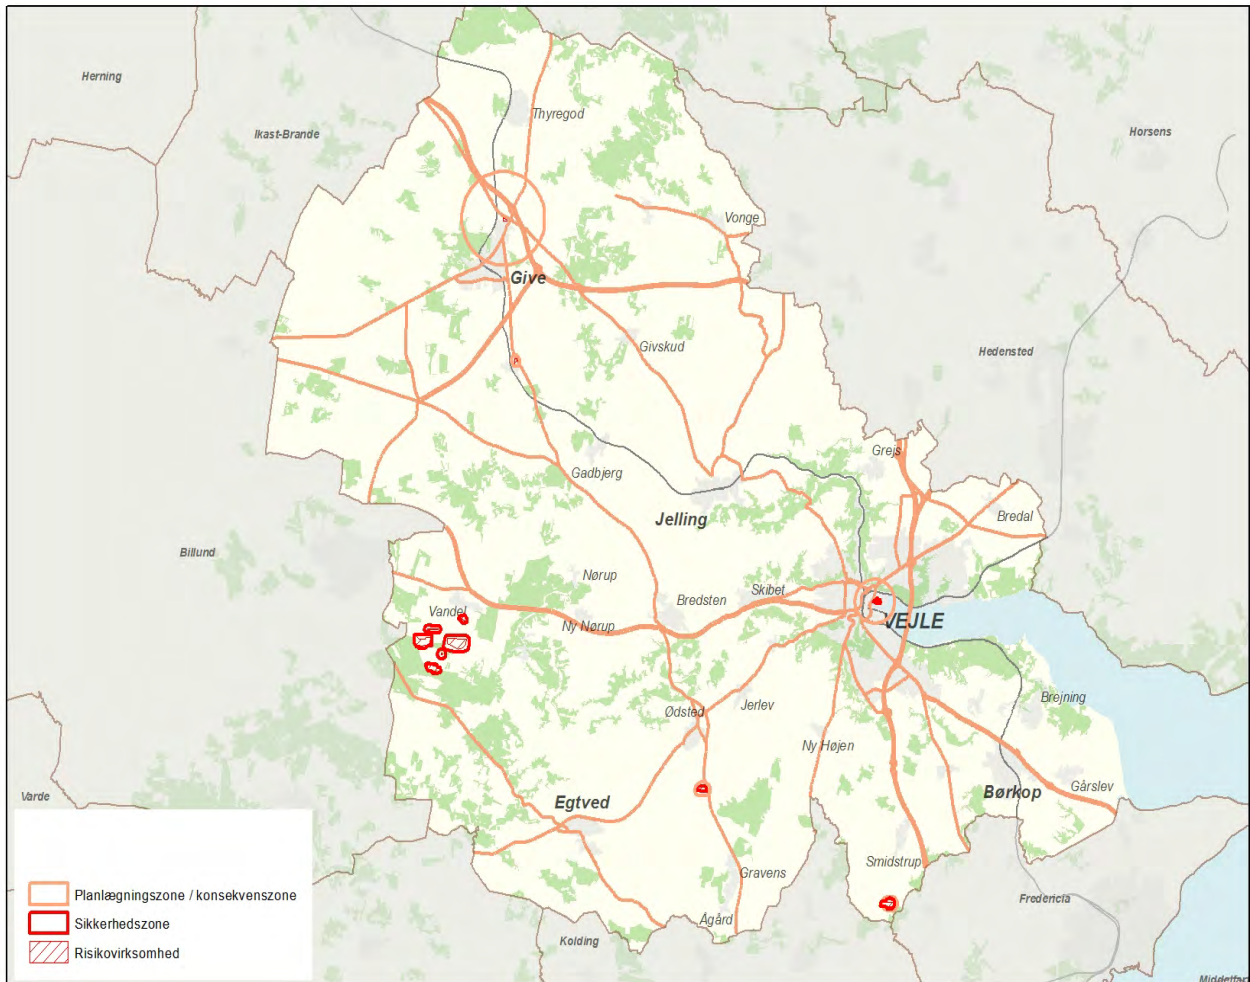 Herning
Thyregod
Ikast-Brande
Horsens
Vonge
Give
Givskud
Hedensted
Grejs
Gadbjerg
Jelling
Bredal
Billund
Nørup
Skibet
Bredsten
Vandel
Ny Nørup
VEJLE
Brejning
Jerlev
Ødsted
Ny Højen
Varde
Egtved
Børkop
Gårslev
Smidstrup
Gravens
Planlægningszone / konsekvenszone
Fredericia
Ågård
Sikkerhedszone
Kolding
Risikovirksomhed